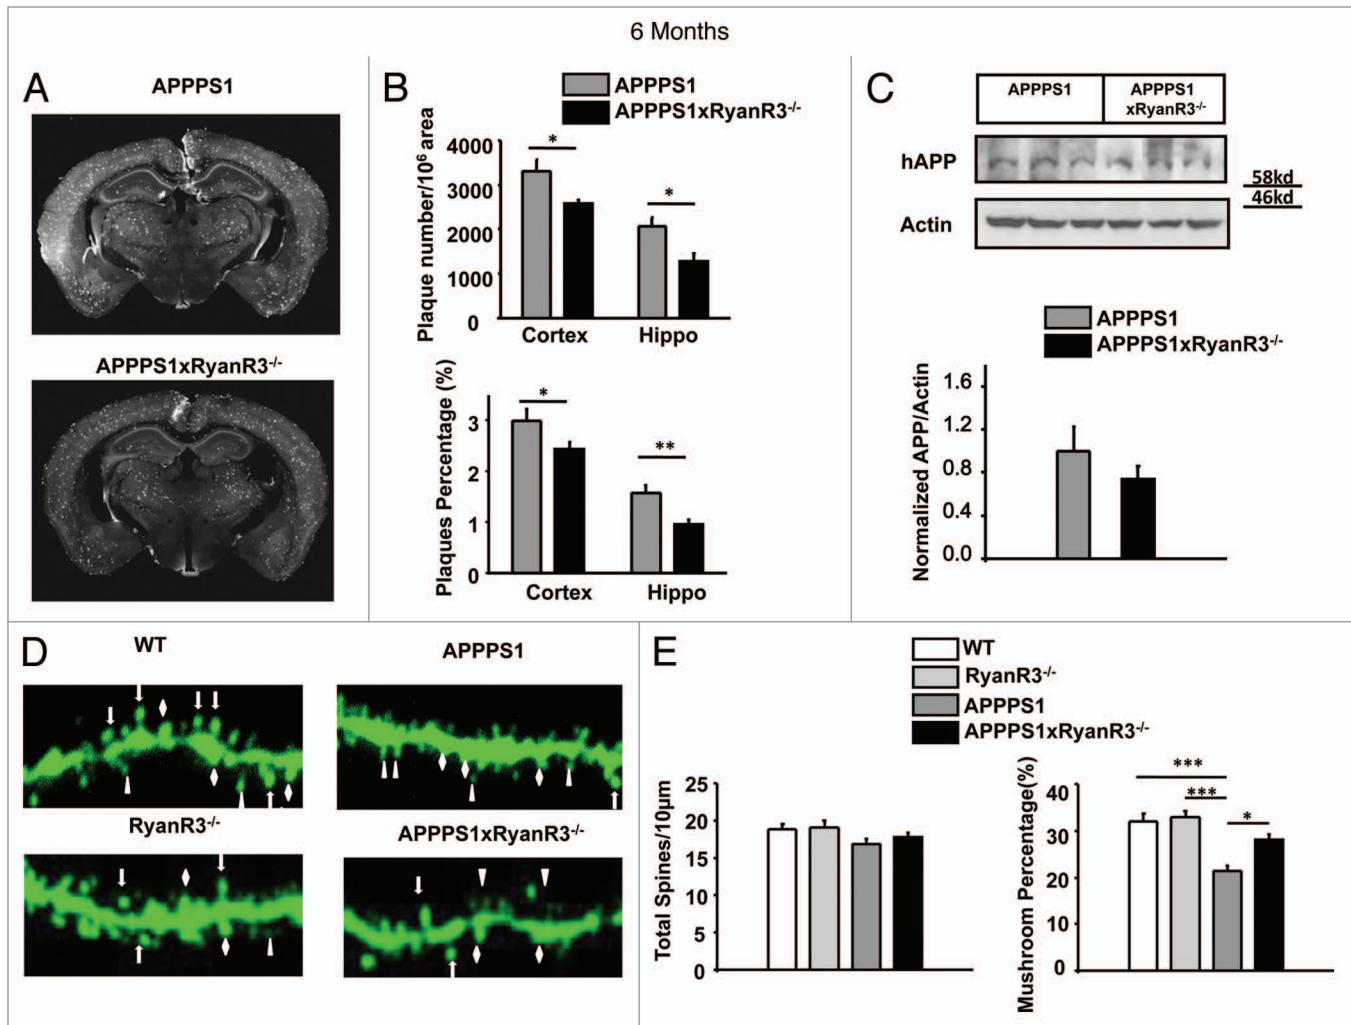 6 Months
A
APPPS1
APPPS1xRyanR3-/-
B
APPPS1
APPPS1xRyanR3-/-
Plaque number/10⁶ area
4000
3000
2000
1000
0
*
*
Cortex
Hippo
Plaques Percentage (%)
3
2
1
0
*
**
Cortex
Hippo
C
APPPS1
APPPS1
xRyanR3-/-
hAPP
58kd
46kd
Actin
APPPS1
APPPS1xRyanR3-/-
Normalized APP/Actin
1.6
1.2
0.8
0.4
0.0
D
WT
APPPS1
RyanR3-/-
APPPS1xRyanR3-/-
E
WT
RyanR3-/-
APPPS1
APPPS1xRyanR3-/-
Total Spines/10µm
25
20
15
10
5
0
Mushroom Percentage(%)
40
30
20
10
0
***
***
*